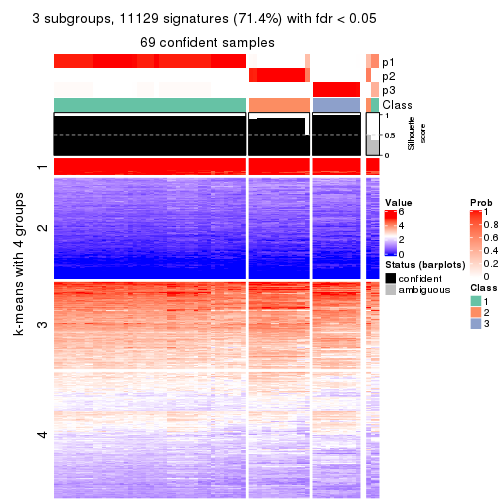 3 subgroups, 11129 signatures (71.4%) with fdr < 0.05
69 confident samples
p1
p2
p3
Class
1
0.5
0
Silhouette
score
k-means with 4 groups
1
2
3
4
Value
6
4
2
0
Status (barplots)
confident
ambiguous
Prob
1
0.8
0.6
0.4
0.2
0
Class
1
2
3